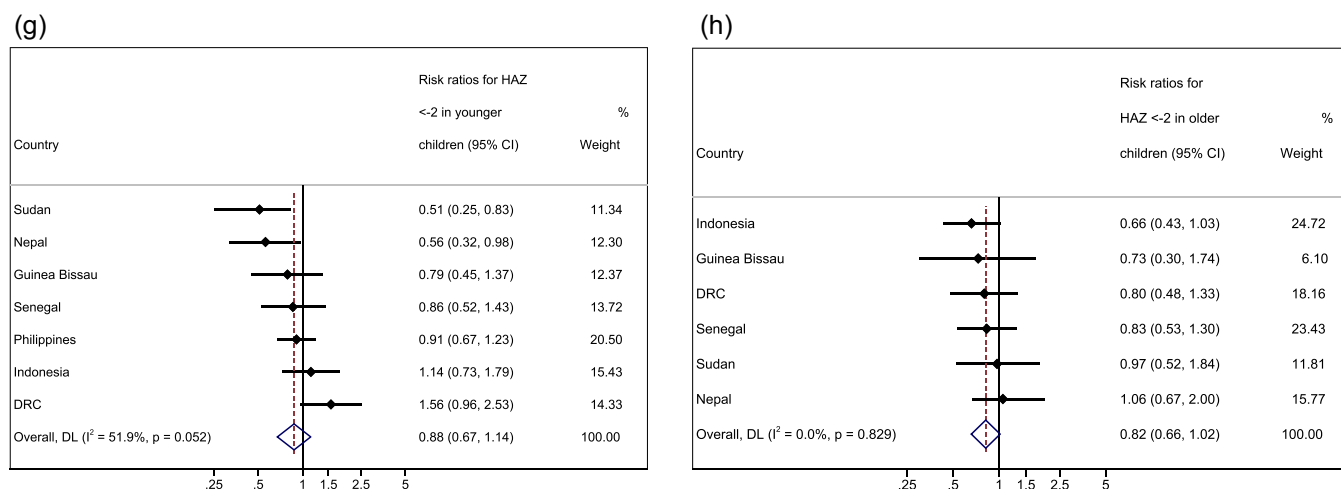 (g)
Risk ratios for HAZ
<-2 in younger %
Country children (95% CI) Weight
Sudan 0.51 (0.25, 0.83) 11.34
Nepal 0.56 (0.32, 0.98) 12.30
Guinea Bissau 0.79 (0.45, 1.37) 12.37
Senegal 0.86 (0.52, 1.43) 13.72
Philippines 0.91 (0.67, 1.23) 20.50
Indonesia 1.14 (0.73, 1.79) 15.43
DRC 1.56 (0.96, 2.53) 14.33
Overall, DL (I² = 51.9%, p = 0.052) 0.88 (0.67, 1.14) 100.00
.25 .5 1 1.5 2.5 5
(h)
Risk ratios for
HAZ <-2 in older %
Country children (95% CI) Weight
Indonesia 0.66 (0.43, 1.03) 24.72
Guinea Bissau 0.73 (0.30, 1.74) 6.10
DRC 0.80 (0.48, 1.33) 18.16
Senegal 0.83 (0.53, 1.30) 23.43
Sudan 0.97 (0.52, 1.84) 11.81
Nepal 1.06 (0.67, 2.00) 15.77
Overall, DL (I² = 0.0%, p = 0.829) 0.82 (0.66, 1.02) 100.00
.25 .5 1 1.5 2.5 5